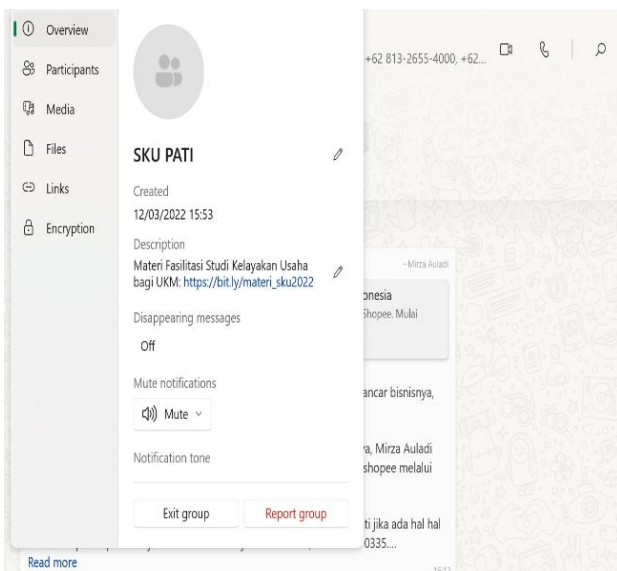 Overview
Participants
Media
Files
Links
Encryption
SKU PATI
Created
12/03/2022 15:53
Description
Materi Fasilitasi Studi Kelayakan Usaha
bagi UKM: https://bit.ly/materi_sku2022
Disappearing messages
Off
Mute notifications
Mute
Notification tone
Exit group
Report group
+62 813-2655-4000, +62...
~Mirza Auladi
onesia
Shopee. Mulai
ancar bisnisnya,
a, Mirza Auladi
shopee melalui
ti jika ada hal hal
0335....
Read more